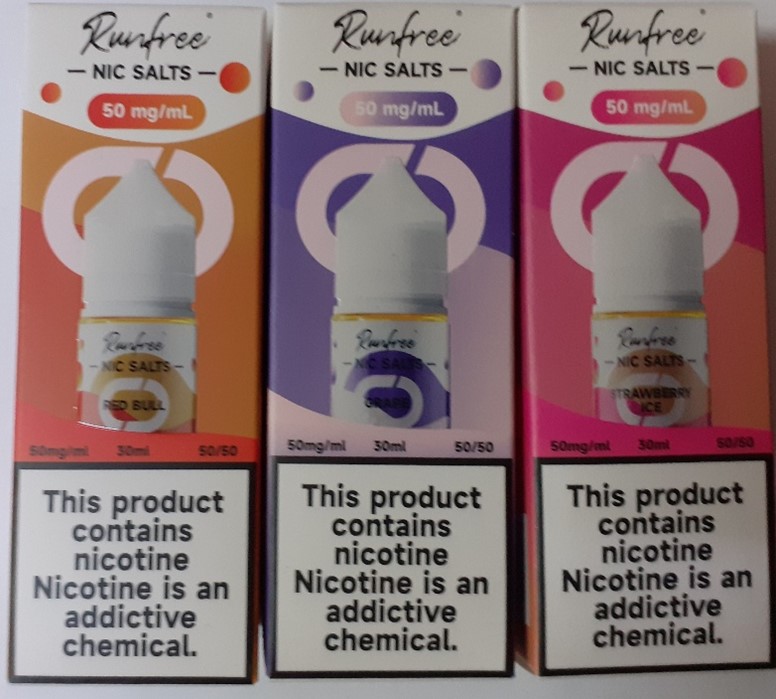 Runfree
NIC SALTS
50 mg/mL
Runfree
NIC SALTS
RED BULL
50mg/ml 30ml 50/50
This product
contains
nicotine
Nicotine is an
addictive
chemical.
Runfree
NIC SALTS
50 mg/mL
Runfree
NIC SALTS
GRAPE
50mg/ml 30ml 50/50
This product
contains
nicotine
Nicotine is an
addictive
chemical.
Runfree
NIC SALTS
50 mg/mL
Runfree
NIC SALTS
STRAWBERRY
ICE
50mg/ml 30ml 50/50
This product
contains
nicotine
Nicotine is an
addictive
chemical.